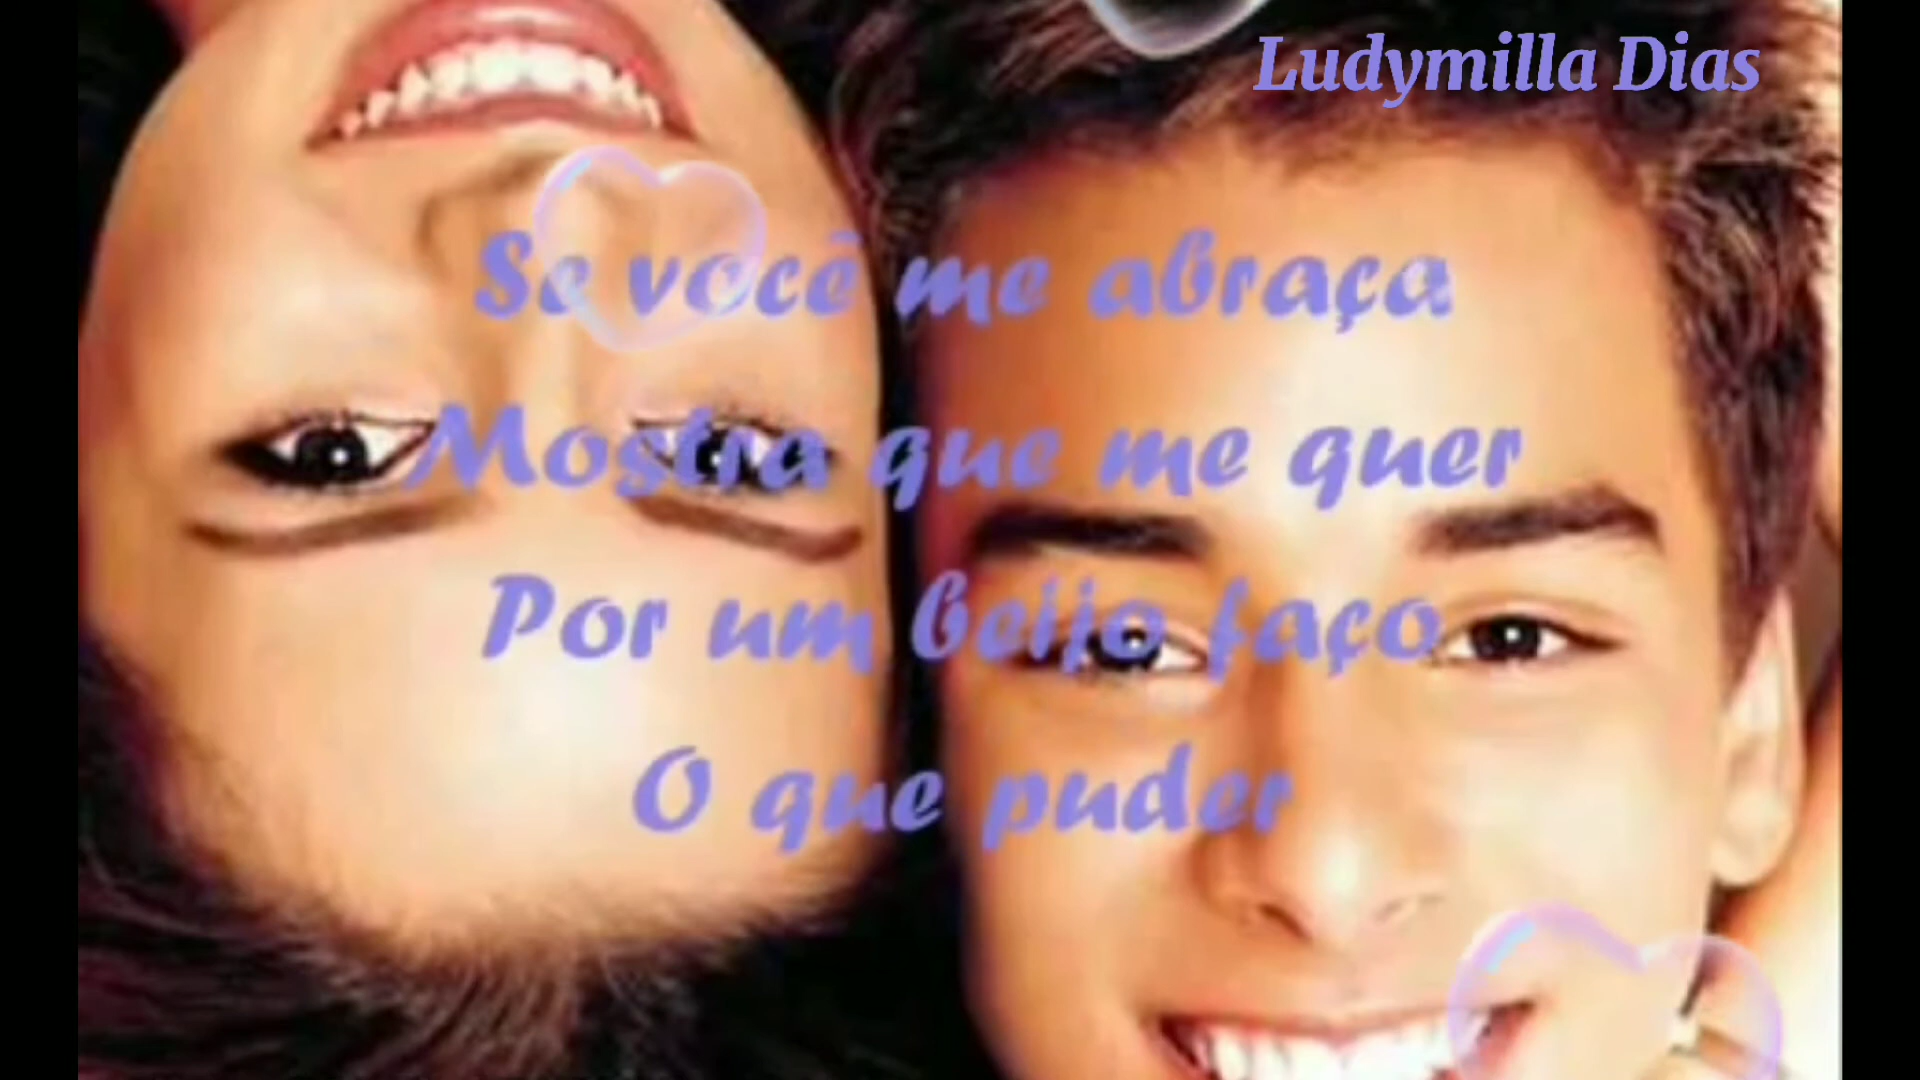 Ludymilla Dias
Se você me abraça
Mostra que me quer
Por um beijo faço
O que puder